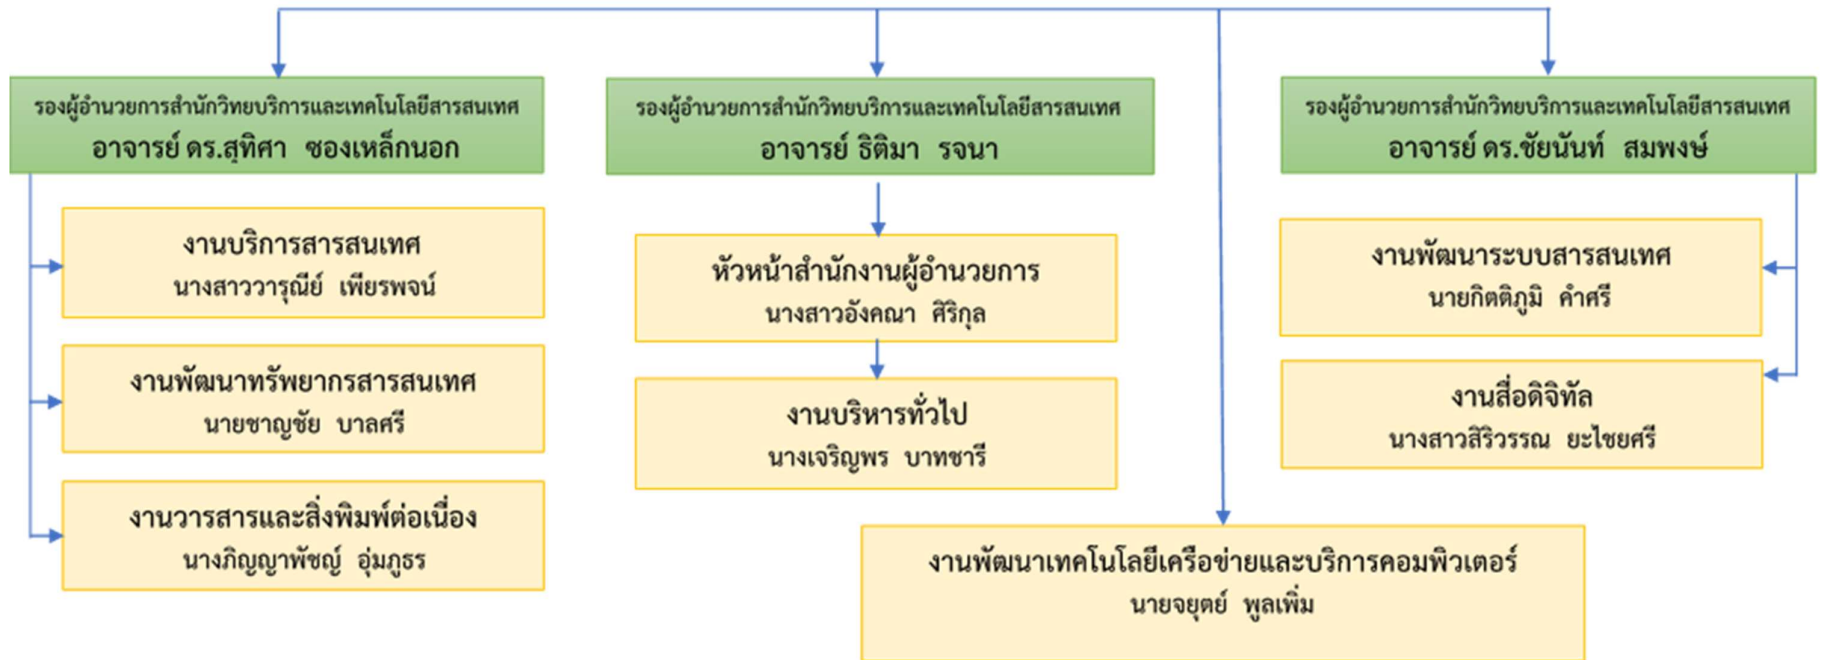 รองผู้อำนวยการสำนักวิทยบริการและเทคโนโลยีสารสนเทศ
อาจารย์ ดร.สุทิศา ซองเหล็กนอก
งานบริการสารสนเทศ
นางสาววารุณีย์ เพียรพจน์
งานพัฒนาทรัพยากรสารสนเทศ
นายชาญชัย บาลศรี
งานวารสารและสิ่งพิมพ์ต่อเนื่อง
นางภิญญาพัชญ์ อุ่มภูธร
รองผู้อำนวยการสำนักวิทยบริการและเทคโนโลยีสารสนเทศ
อาจารย์ ธิติมา รจนา
หัวหน้าสำนักงานผู้อำนวยการ
นางสาวอังคณา ศิริกุล
งานบริหารทั่วไป
นางเจริญพร บาทชารี
รองผู้อำนวยการสำนักวิทยบริการและเทคโนโลยีสารสนเทศ
อาจารย์ ดร.ชัยนันท์ สมพงษ์
งานพัฒนาระบบสารสนเทศ
นายกิตติภูมิ คำศรี
งานสื่อดิจิทัล
นางสาวสิริวรรณ ยะไชยศรี
งานพัฒนาเทคโนโลยีเครือข่ายและบริการคอมพิวเตอร์
นายจยุตย์ พูลเพิ่ม